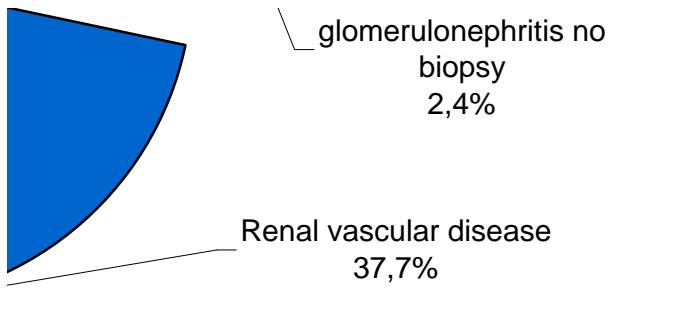 glomerulonephritis no
biopsy
2,4%
Renal vascular disease
37,7%